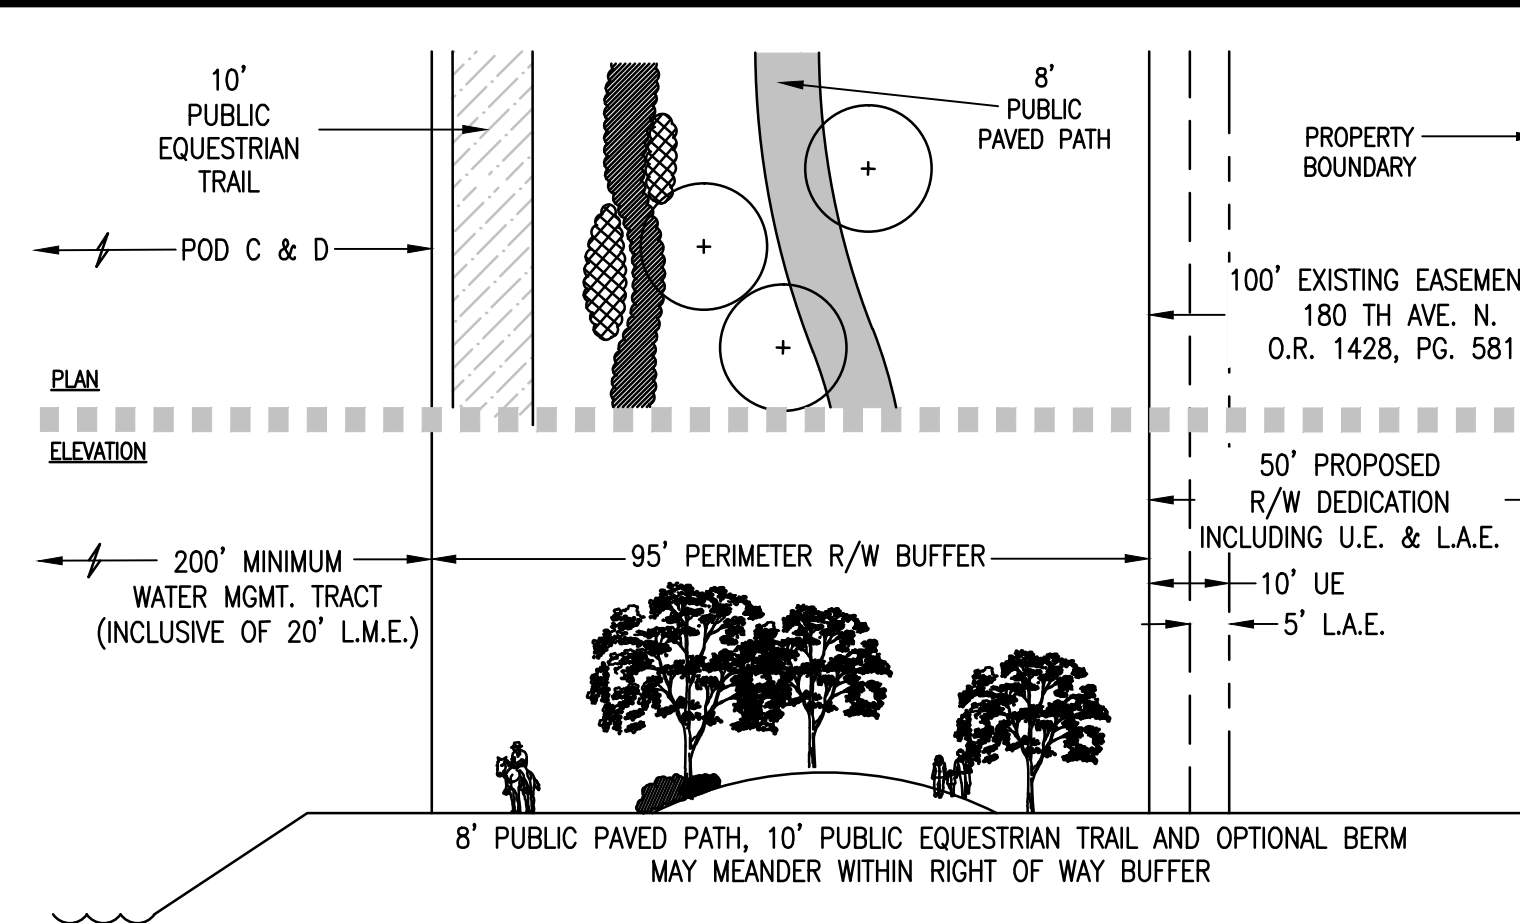 10'
PUBLIC
EQUESTRIAN
TRAIL
8'
PUBLIC
PAVED PATH
PROPERTY
BOUNDARY
POD C & D
100' EXISTING EASEMEN
180 TH AVE. N.
O.R. 1428, PG. 581
PLAN
ELEVATION
50' PROPOSED
R/W DEDICATION
INCLUDING U.E. & L.A.E.
200' MINIMUM
WATER MGMT. TRACT
(INCLUSIVE OF 20' L.M.E.)
95' PERIMETER R/W BUFFER
10' UE
5' L.A.E.
8' PUBLIC PAVED PATH, 10' PUBLIC EQUESTRIAN TRAIL AND OPTIONAL BERM
MAY MEANDER WITHIN RIGHT OF WAY BUFFER